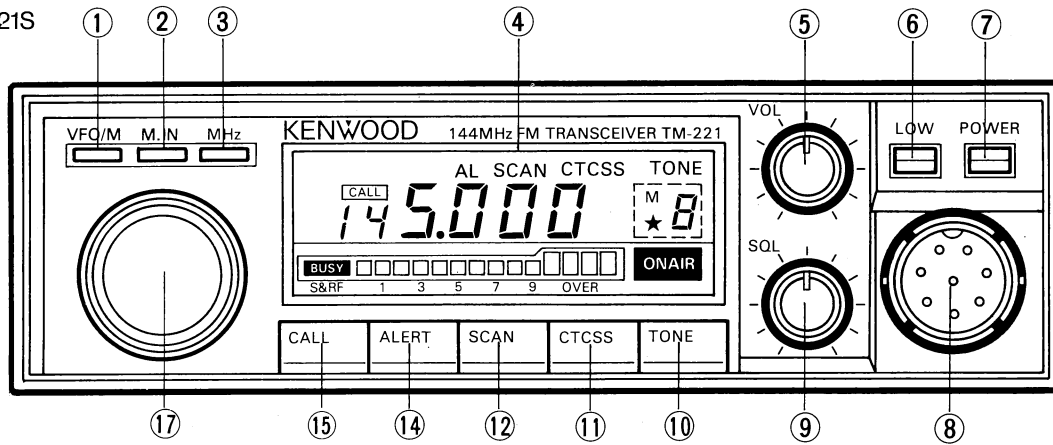 21S
① ② ③ ④ ⑤ ⑥ ⑦
VFO/M M.IN MHz
KENWOOD 144MHz FM TRANSCEIVER TM-221
VOL
LOW POWER
AL SCAN CTCSS TONE
CALL
145.000
M
★ 8
BUSY
ON AIR
S&RF 1 3 5 7 9 OVER
SQL
CALL ALERT SCAN CTCSS TONE
⑰ ⑮ ⑭ ⑫ ⑪ ⑩ ⑨ ⑧